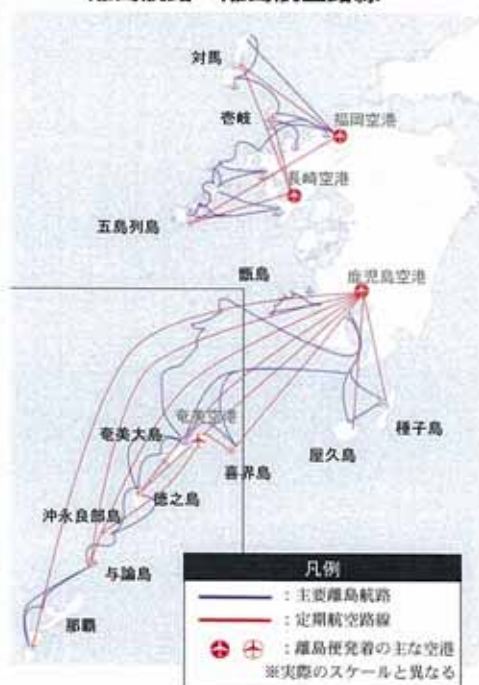 対馬
壱岐
福岡空港
長崎空港
五島列島
甑島
鹿児島空港
奄美空港
奄美大島
種子島
屋久島
喜界島
徳之島
沖永良部島
与論島
那覇
凡例
：主要離島航路
：定期航空路線
：離島便発着の主な空港
※実際のスケールと異なる